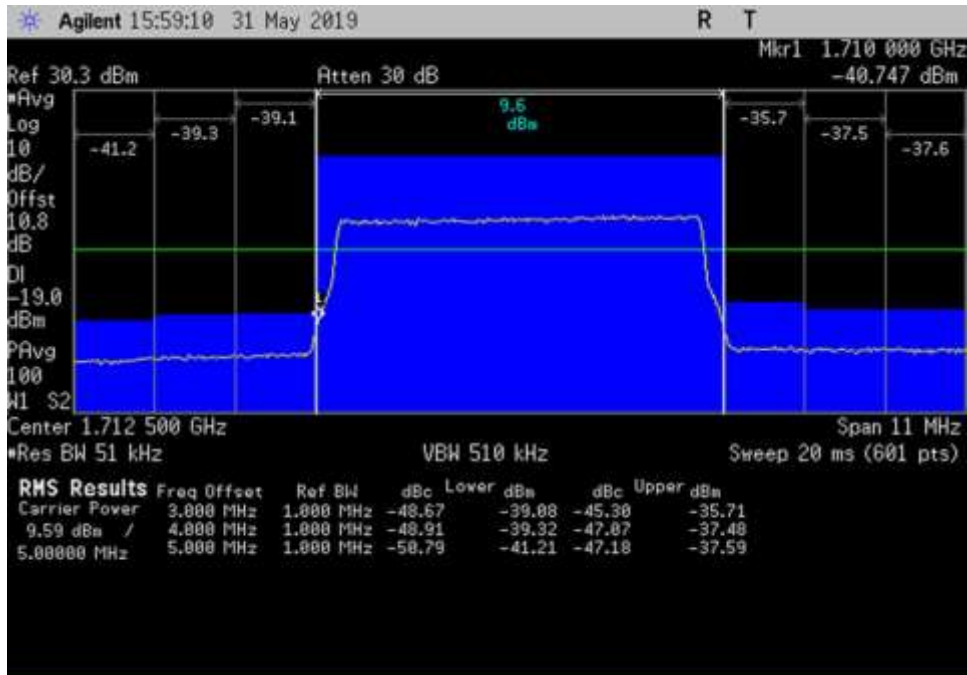 Agilent 15:59:10 31 May 2019 R T
Mkr1 1.710 000 GHz
Ref 30.3 dBm Atten 30 dB -40.747 dBm
#Avg
Log
10
dB/
Offst
10.8
dB
DI
-19.0
dBm
PAvg
100
W1 S2
-41.2 -39.3 -39.1 9.6 dBm -35.7 -37.5 -37.6
1
Center 1.712 500 GHz Span 11 MHz
#Res BW 51 kHz VBW 510 kHz Sweep 20 ms (601 pts)
RMS Results Freq Offset Ref BW dBc Lower dBm dBc Upper dBm
Carrier Power 3.000 MHz 1.000 MHz -48.67 -39.08 -45.30 -35.71
9.59 dBm / 4.000 MHz 1.000 MHz -48.91 -39.32 -47.07 -37.48
5.00000 MHz 5.000 MHz 1.000 MHz -50.79 -41.21 -47.18 -37.59